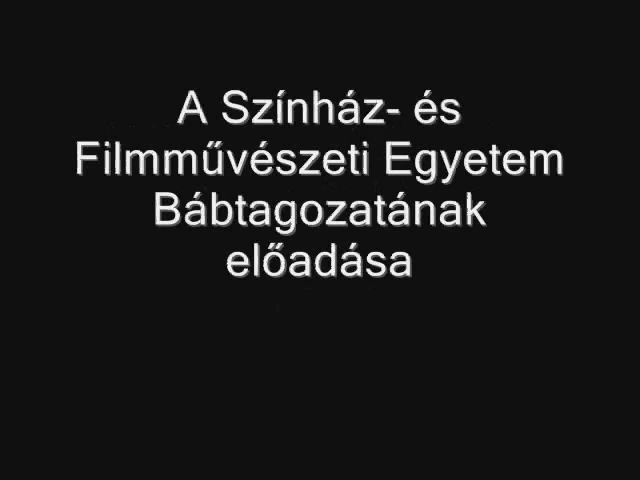 A Színház- és
Filmművészeti Egyetem
Bábtagozatának
előadása